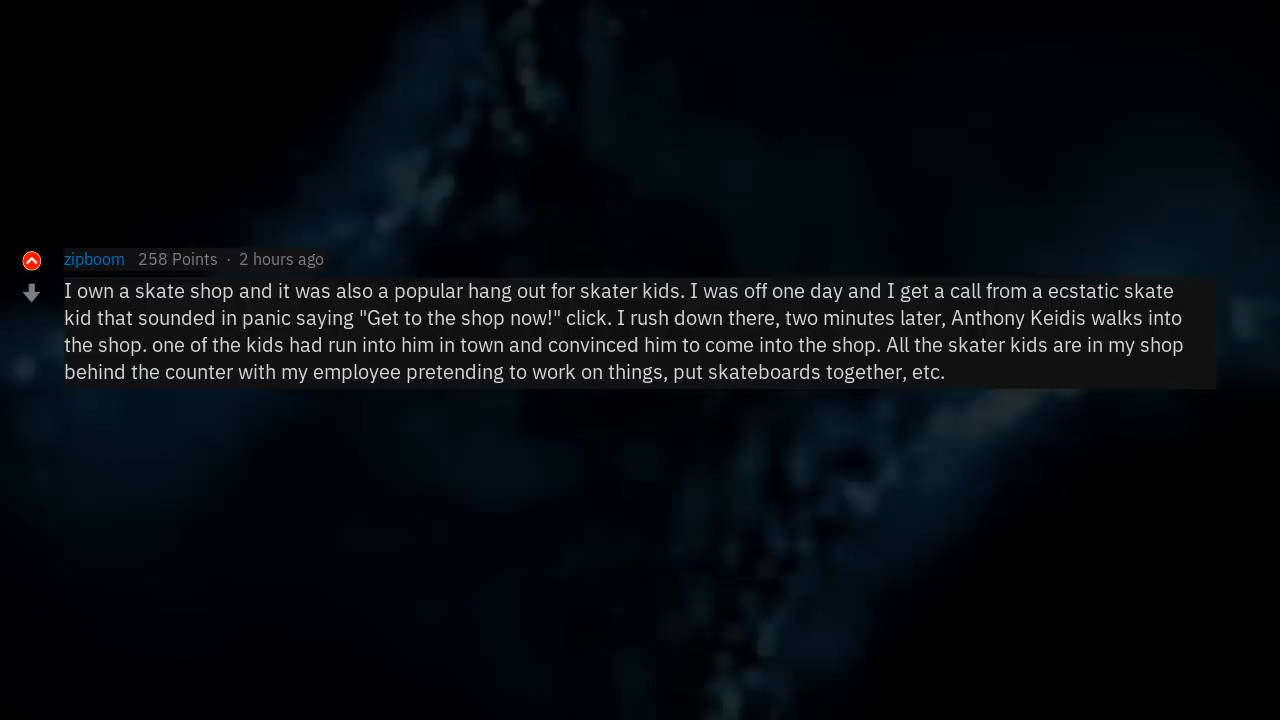 zipboom 258 Points · 2 hours ago
I own a skate shop and it was also a popular hang out for skater kids. I was off one day and I get a call from a ecstatic skate
kid that sounded in panic saying "Get to the shop now!" click. I rush down there, two minutes later, Anthony Keidis walks into
the shop. one of the kids had run into him in town and convinced him to come into the shop. All the skater kids are in my shop
behind the counter with my employee pretending to work on things, put skateboards together, etc.